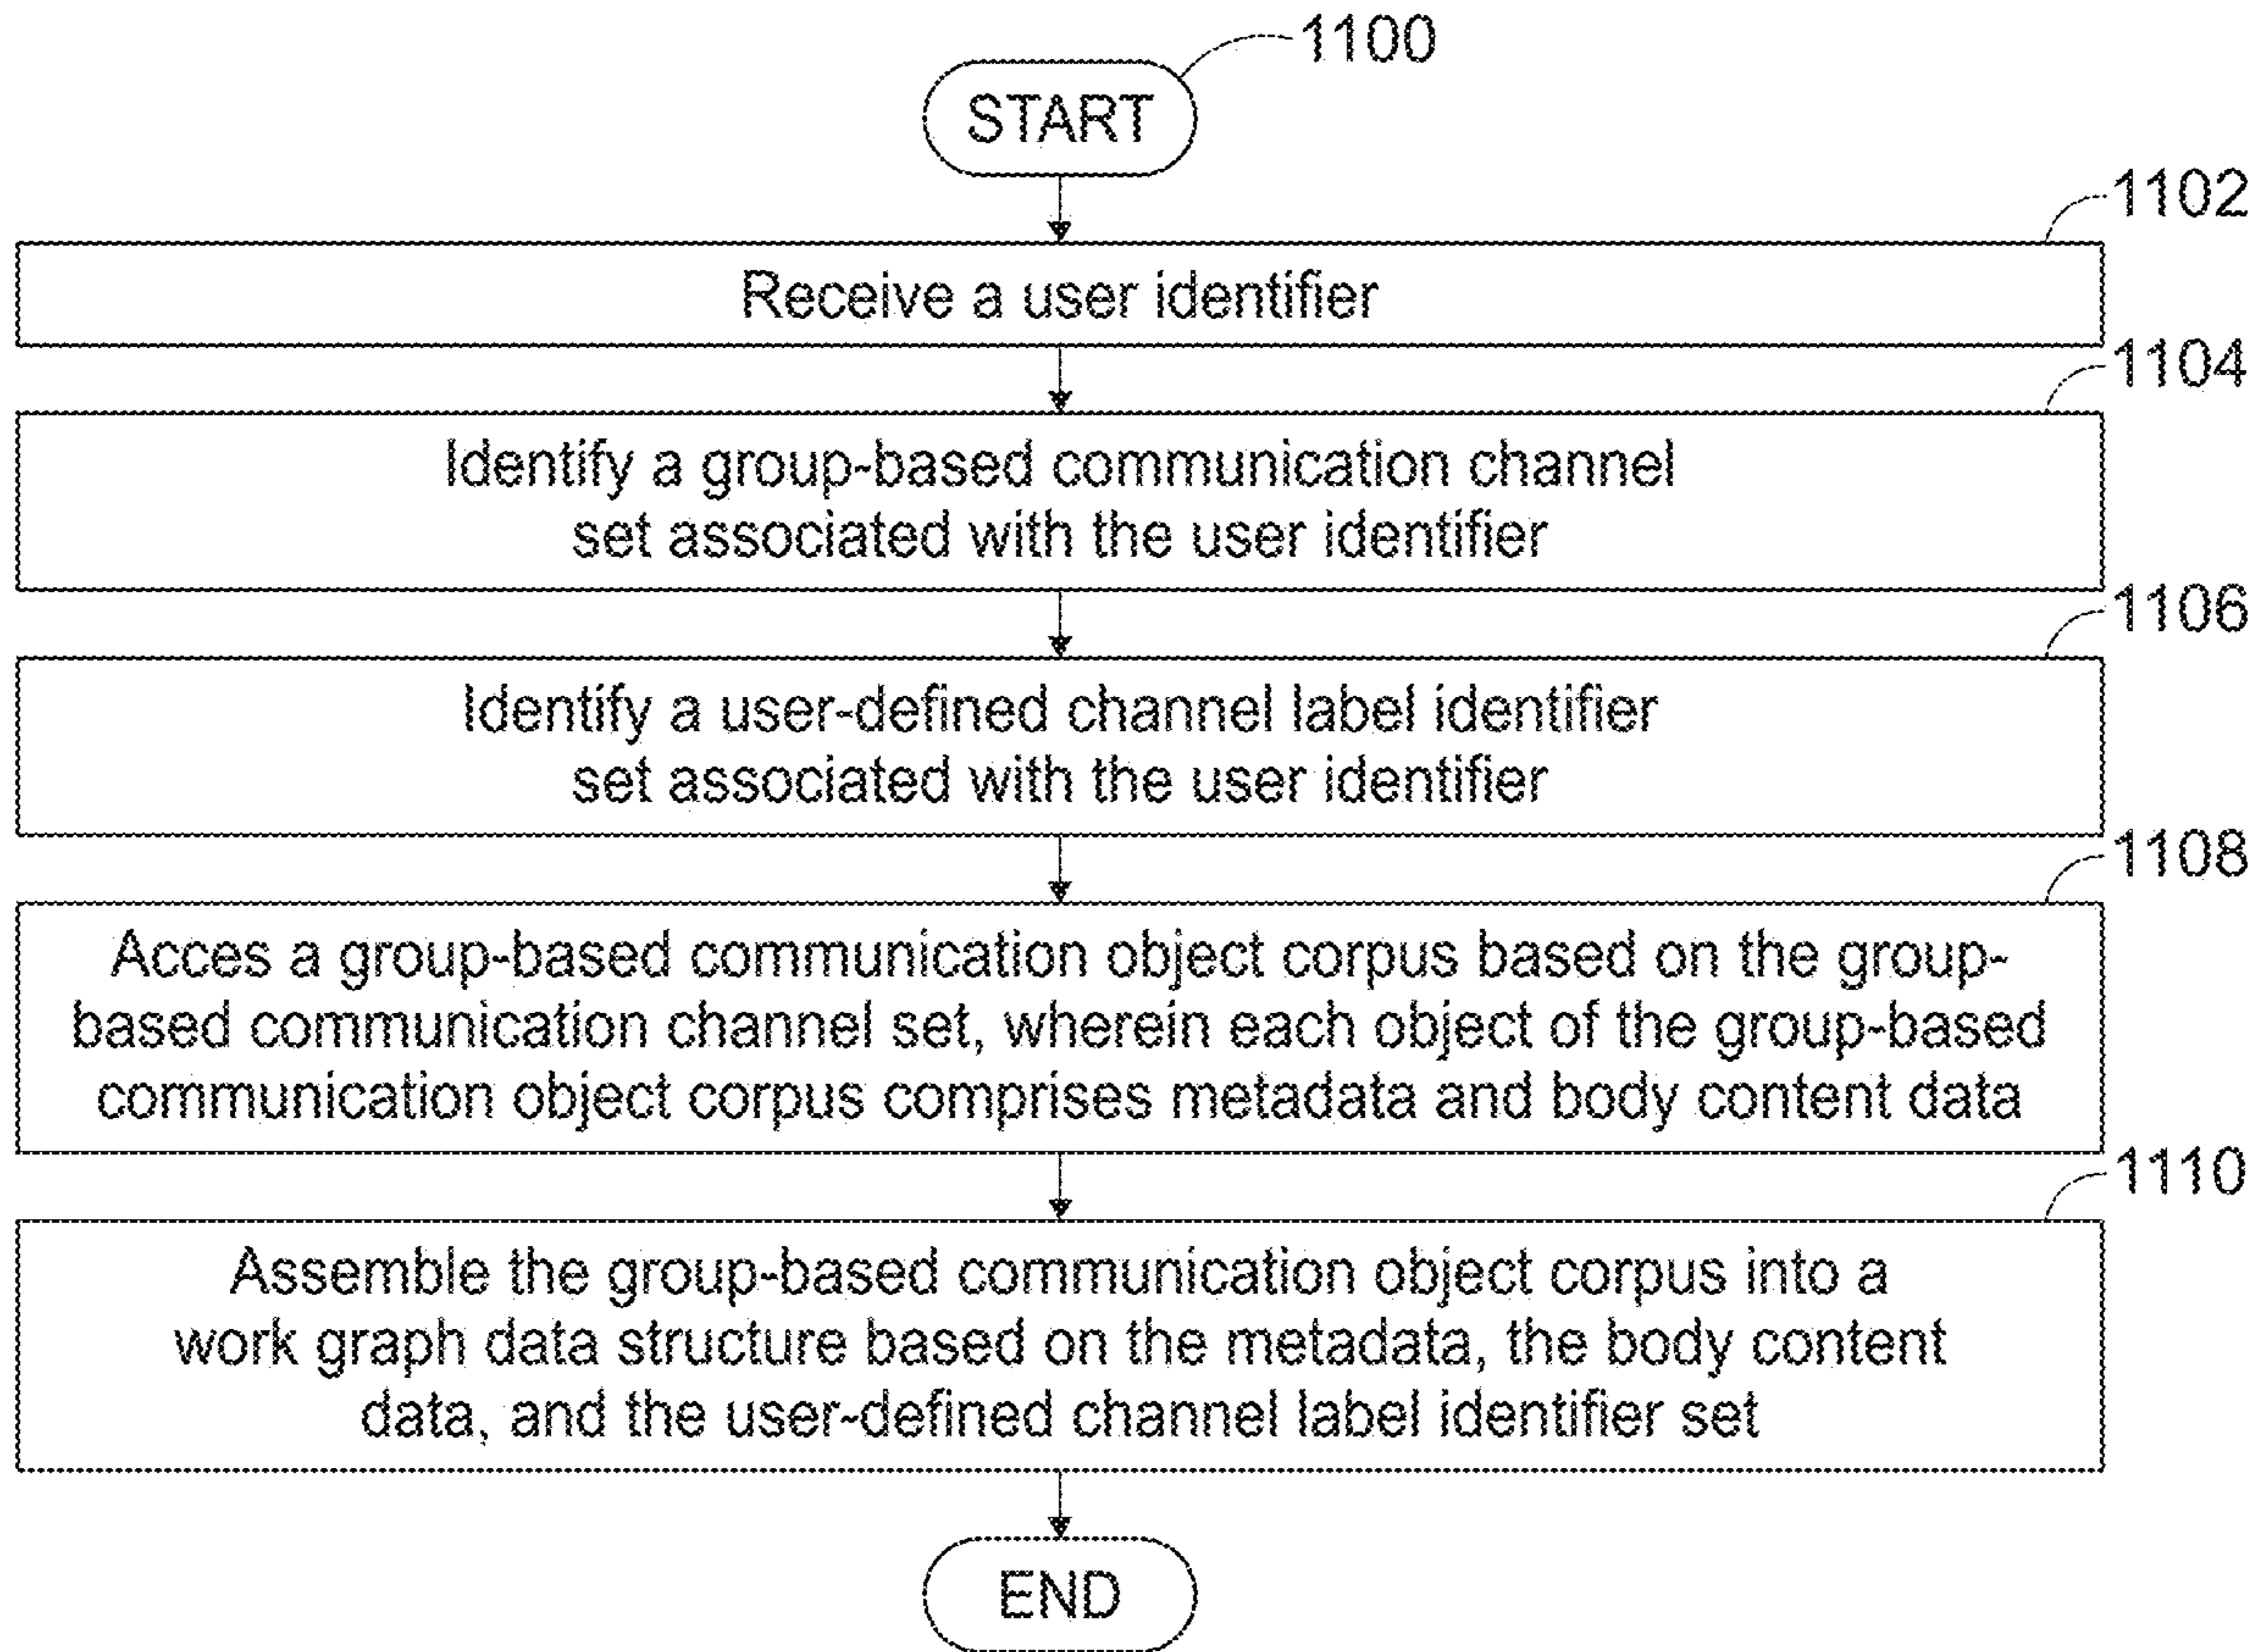 1100
START
1102
Receive a user identifier
1104
Identify a group-based communication channel
set associated with the user identifier
1106
Identify a user-defined channel label identifier
set associated with the user identifier
1108
Acces a group-based communication object corpus based on the group-
based communication channel set, wherein each object of the group-based
communication object corpus comprises metadata and body content data
1110
Assemble the group-based communication object corpus into a
work graph data structure based on the metadata, the body content
data, and the user-defined channel label identifier set
END